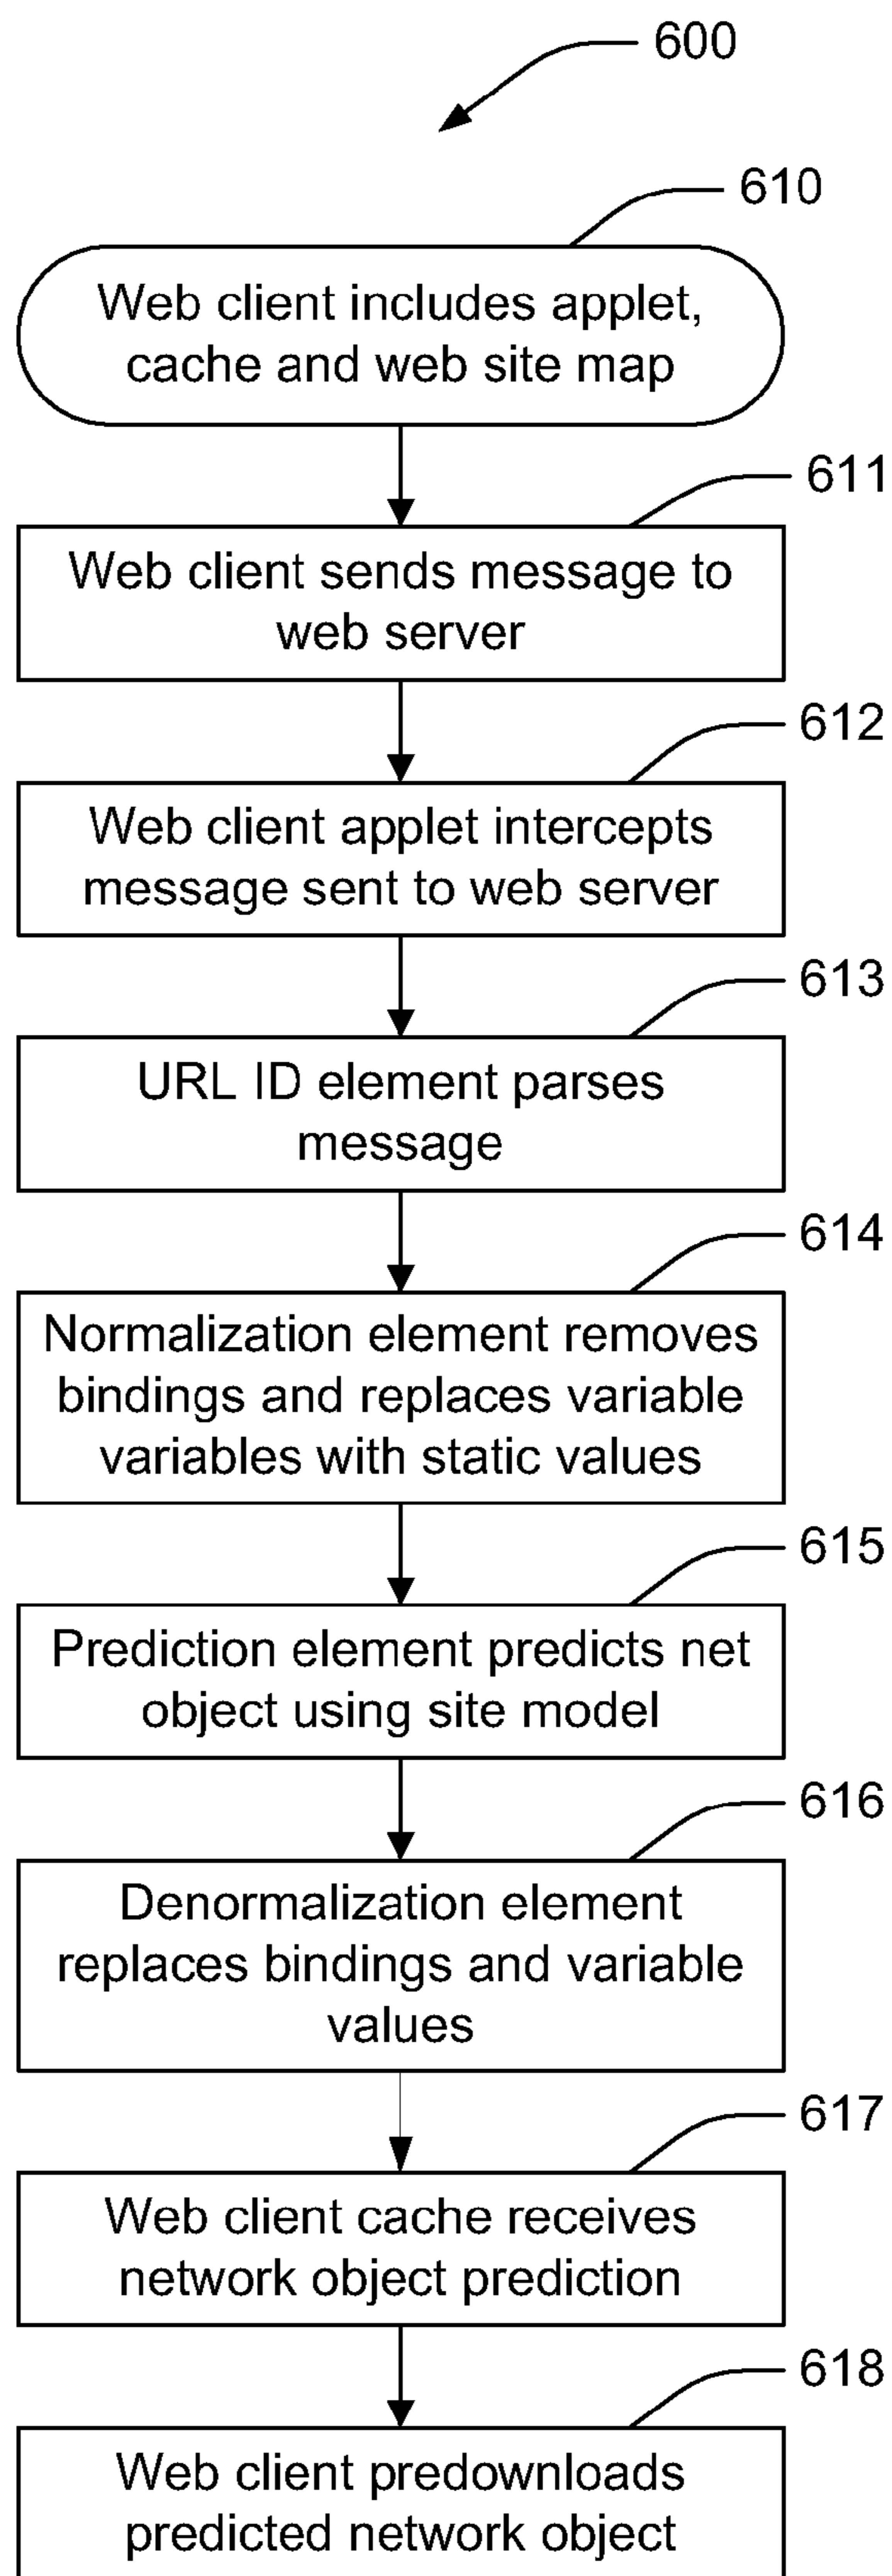 600
610
Web client includes applet,
cache and web site map
611
Web client sends message to
web server
612
Web client applet intercepts
message sent to web server
613
URL ID element parses
message
614
Normalization element removes
bindings and replaces variable
variables with static values
615
Prediction element predicts net
object using site model
616
Denormalization element
replaces bindings and variable
values
617
Web client cache receives
network object prediction
618
Web client predownloads
predicted network object